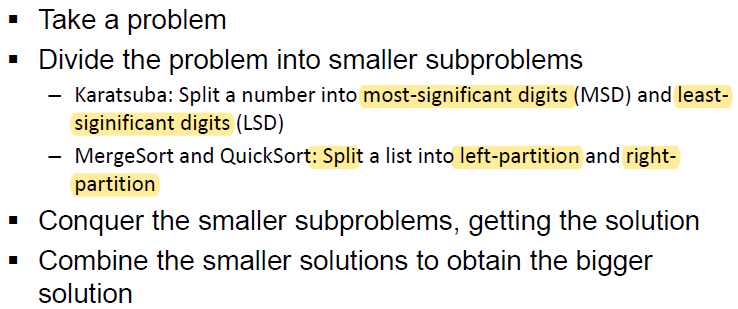 ▪ Take a problem
▪ Divide the problem into smaller subproblems
– Karatsuba: Split a number into most-significant digits (MSD) and least-
siginificant digits (LSD)
– MergeSort and QuickSort: Split a list into left-partition and right-
partition
▪ Conquer the smaller subproblems, getting the solution
▪ Combine the smaller solutions to obtain the bigger
solution